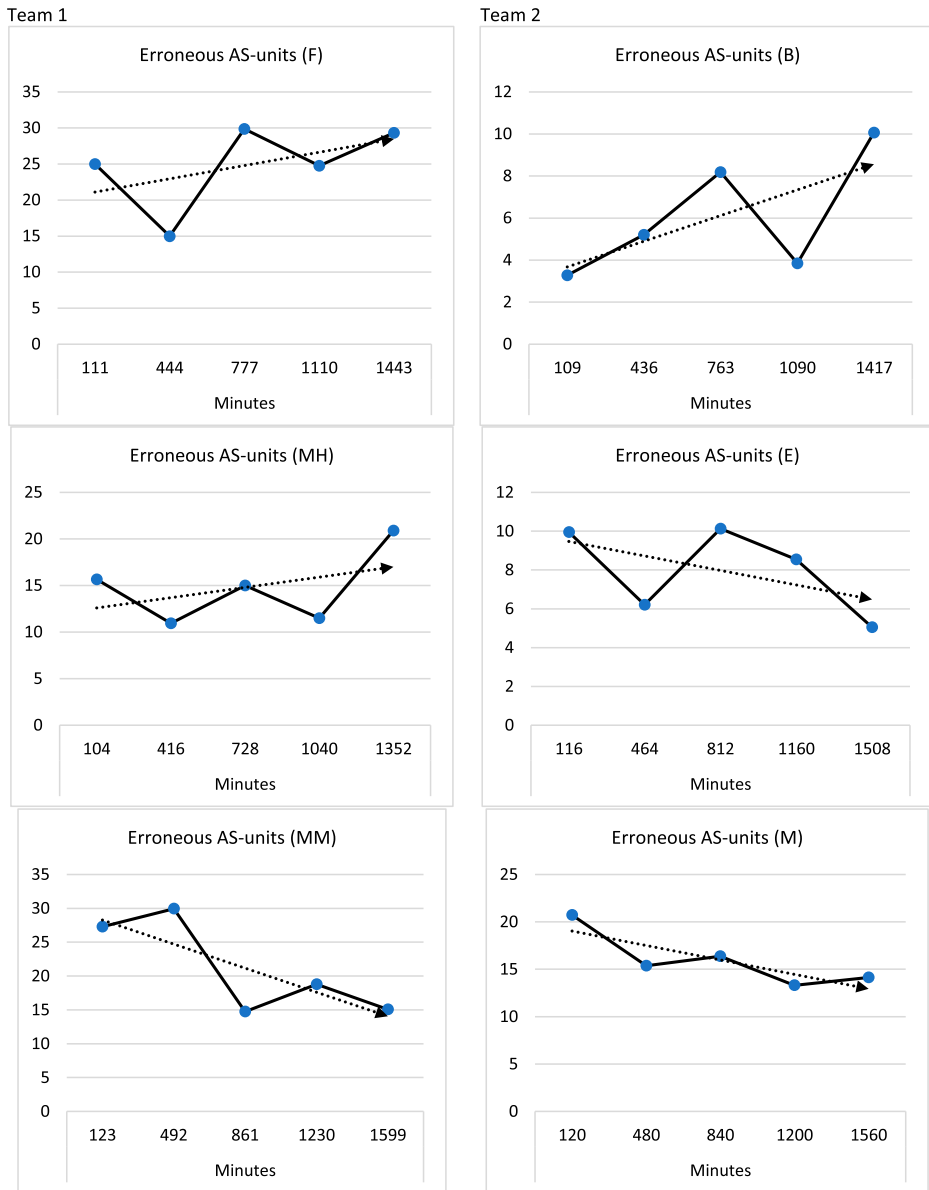 Team 1
Team 2
Erroneous AS-units (F)
35
30
25
20
15
10
5
0
111 444 777 1110 1443
Minutes
Erroneous AS-units (B)
12
10
8
6
4
2
0
109 436 763 1090 1417
Minutes
Erroneous AS-units (MH)
25
20
15
10
5
0
104 416 728 1040 1352
Minutes
Erroneous AS-units (E)
12
10
8
6
4
2
0
116 464 812 1160 1508
Minutes
Erroneous AS-units (MM)
35
30
25
20
15
10
5
0
123 492 861 1230 1599
Minutes
Erroneous AS-units (M)
25
20
15
10
5
0
120 480 840 1200 1560
Minutes